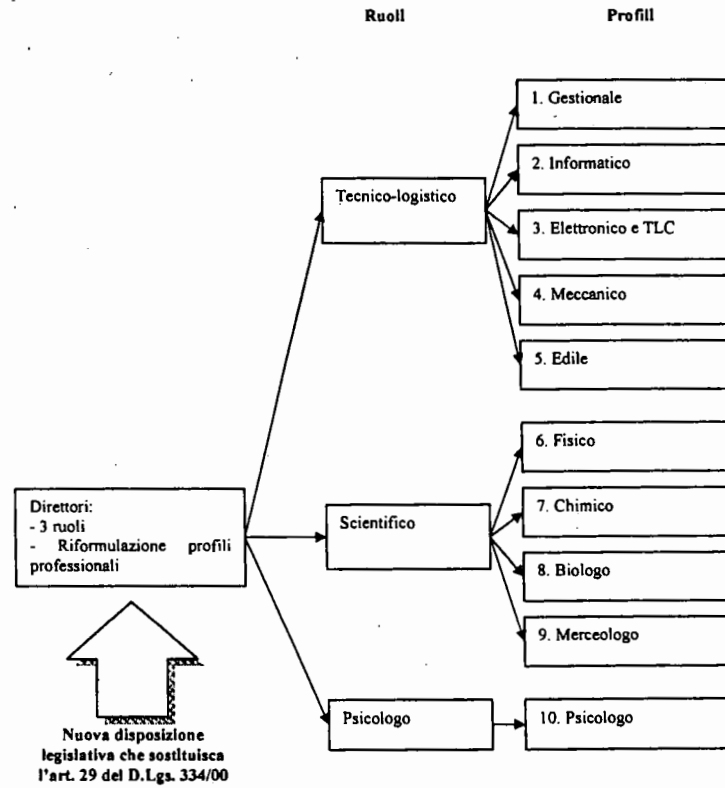 Ruoli Profili
1. Gestionale
2. Informatico
Tecnico-logistico
3. Elettronico e TLC
4. Meccanico
5. Edile
6. Fisico
Direttori:
- 3 ruoli
- Riformulazione profili
professionali
Scientifico
7. Chimico
8. Biologo
9. Merceologo
Psicologo
10. Psicologo
Nuova disposizione
legislativa che sostituisca
l'art. 29 del D.Lgs. 334/00